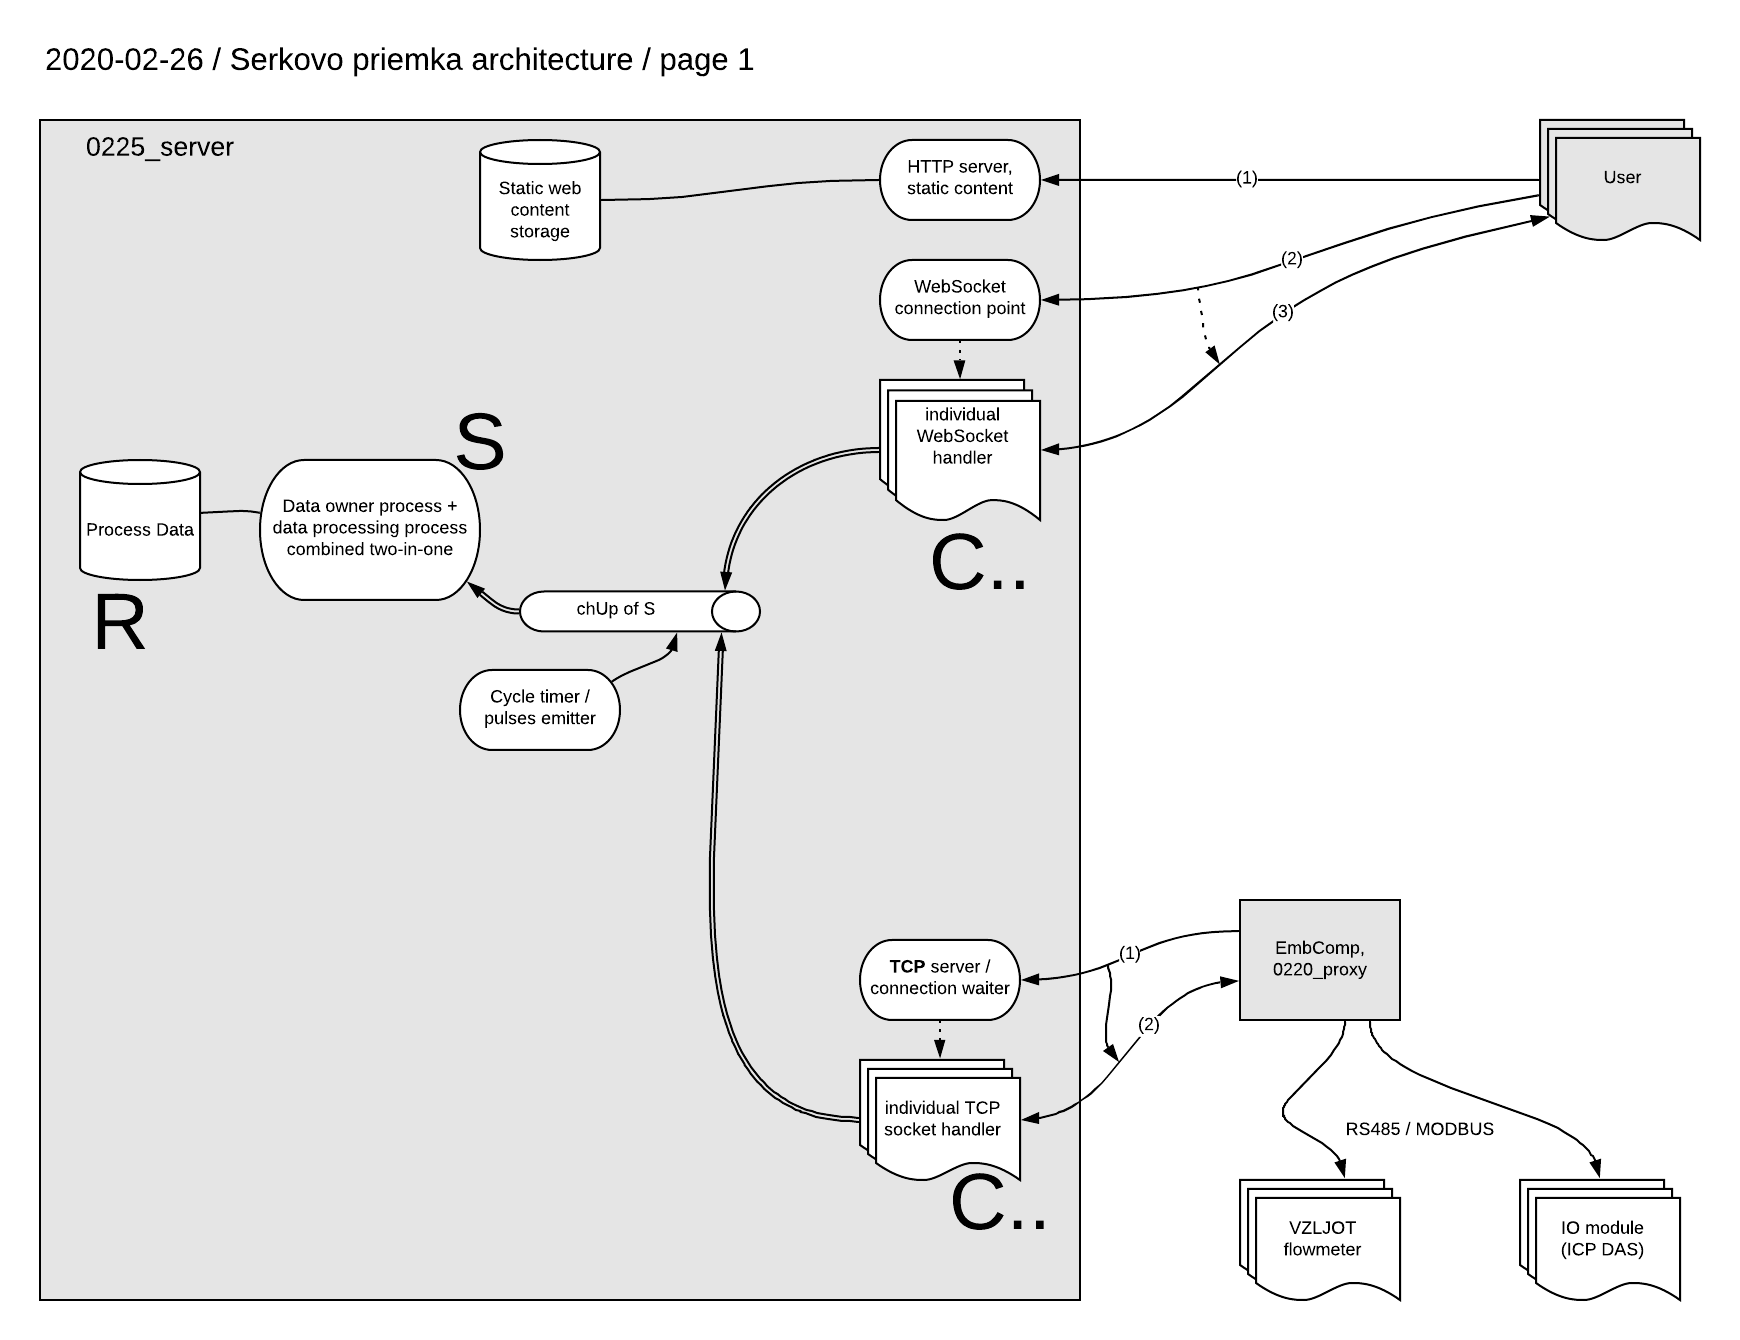 2020-02-26 / Serkovo priemka architecture / page 1
0225_server
Static web
content
storage
HTTP server,
static content
(1)
User
WebSocket
connection point
(2)
(3)
individual
WebSocket
handler
C..
S
Process Data
R
Data owner process +
data processing process
combined two-in-one
chUp of S
Cycle timer /
pulses emitter
TCP server /
connection waiter
(1)
(2)
EmbComp,
0220_proxy
individual TCP
socket handler
C..
RS485 / MODBUS
VZLJOT
flowmeter
IO module
(ICP DAS)